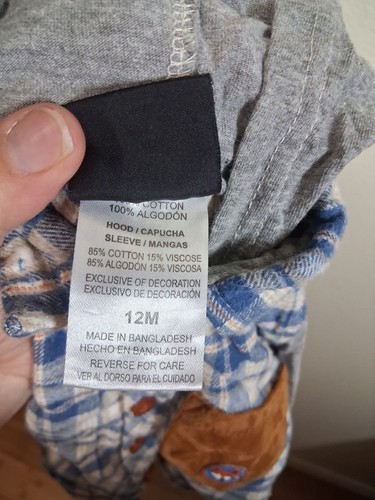 COTTON
100% ALGODÓN
HOOD / CAPUCHA
SLEEVE / MANGAS
85% COTTON 15% VISCOSE
85% ALGODÓN 15% VISCOSA
EXCLUSIVE OF DECORATION
EXCLUSIVO DE DECORACIÓN
12M
MADE IN BANGLADESH
HECHO EN BANGLADESH
REVERSE FOR CARE
VER AL DORSO PARA EL CUIDADO